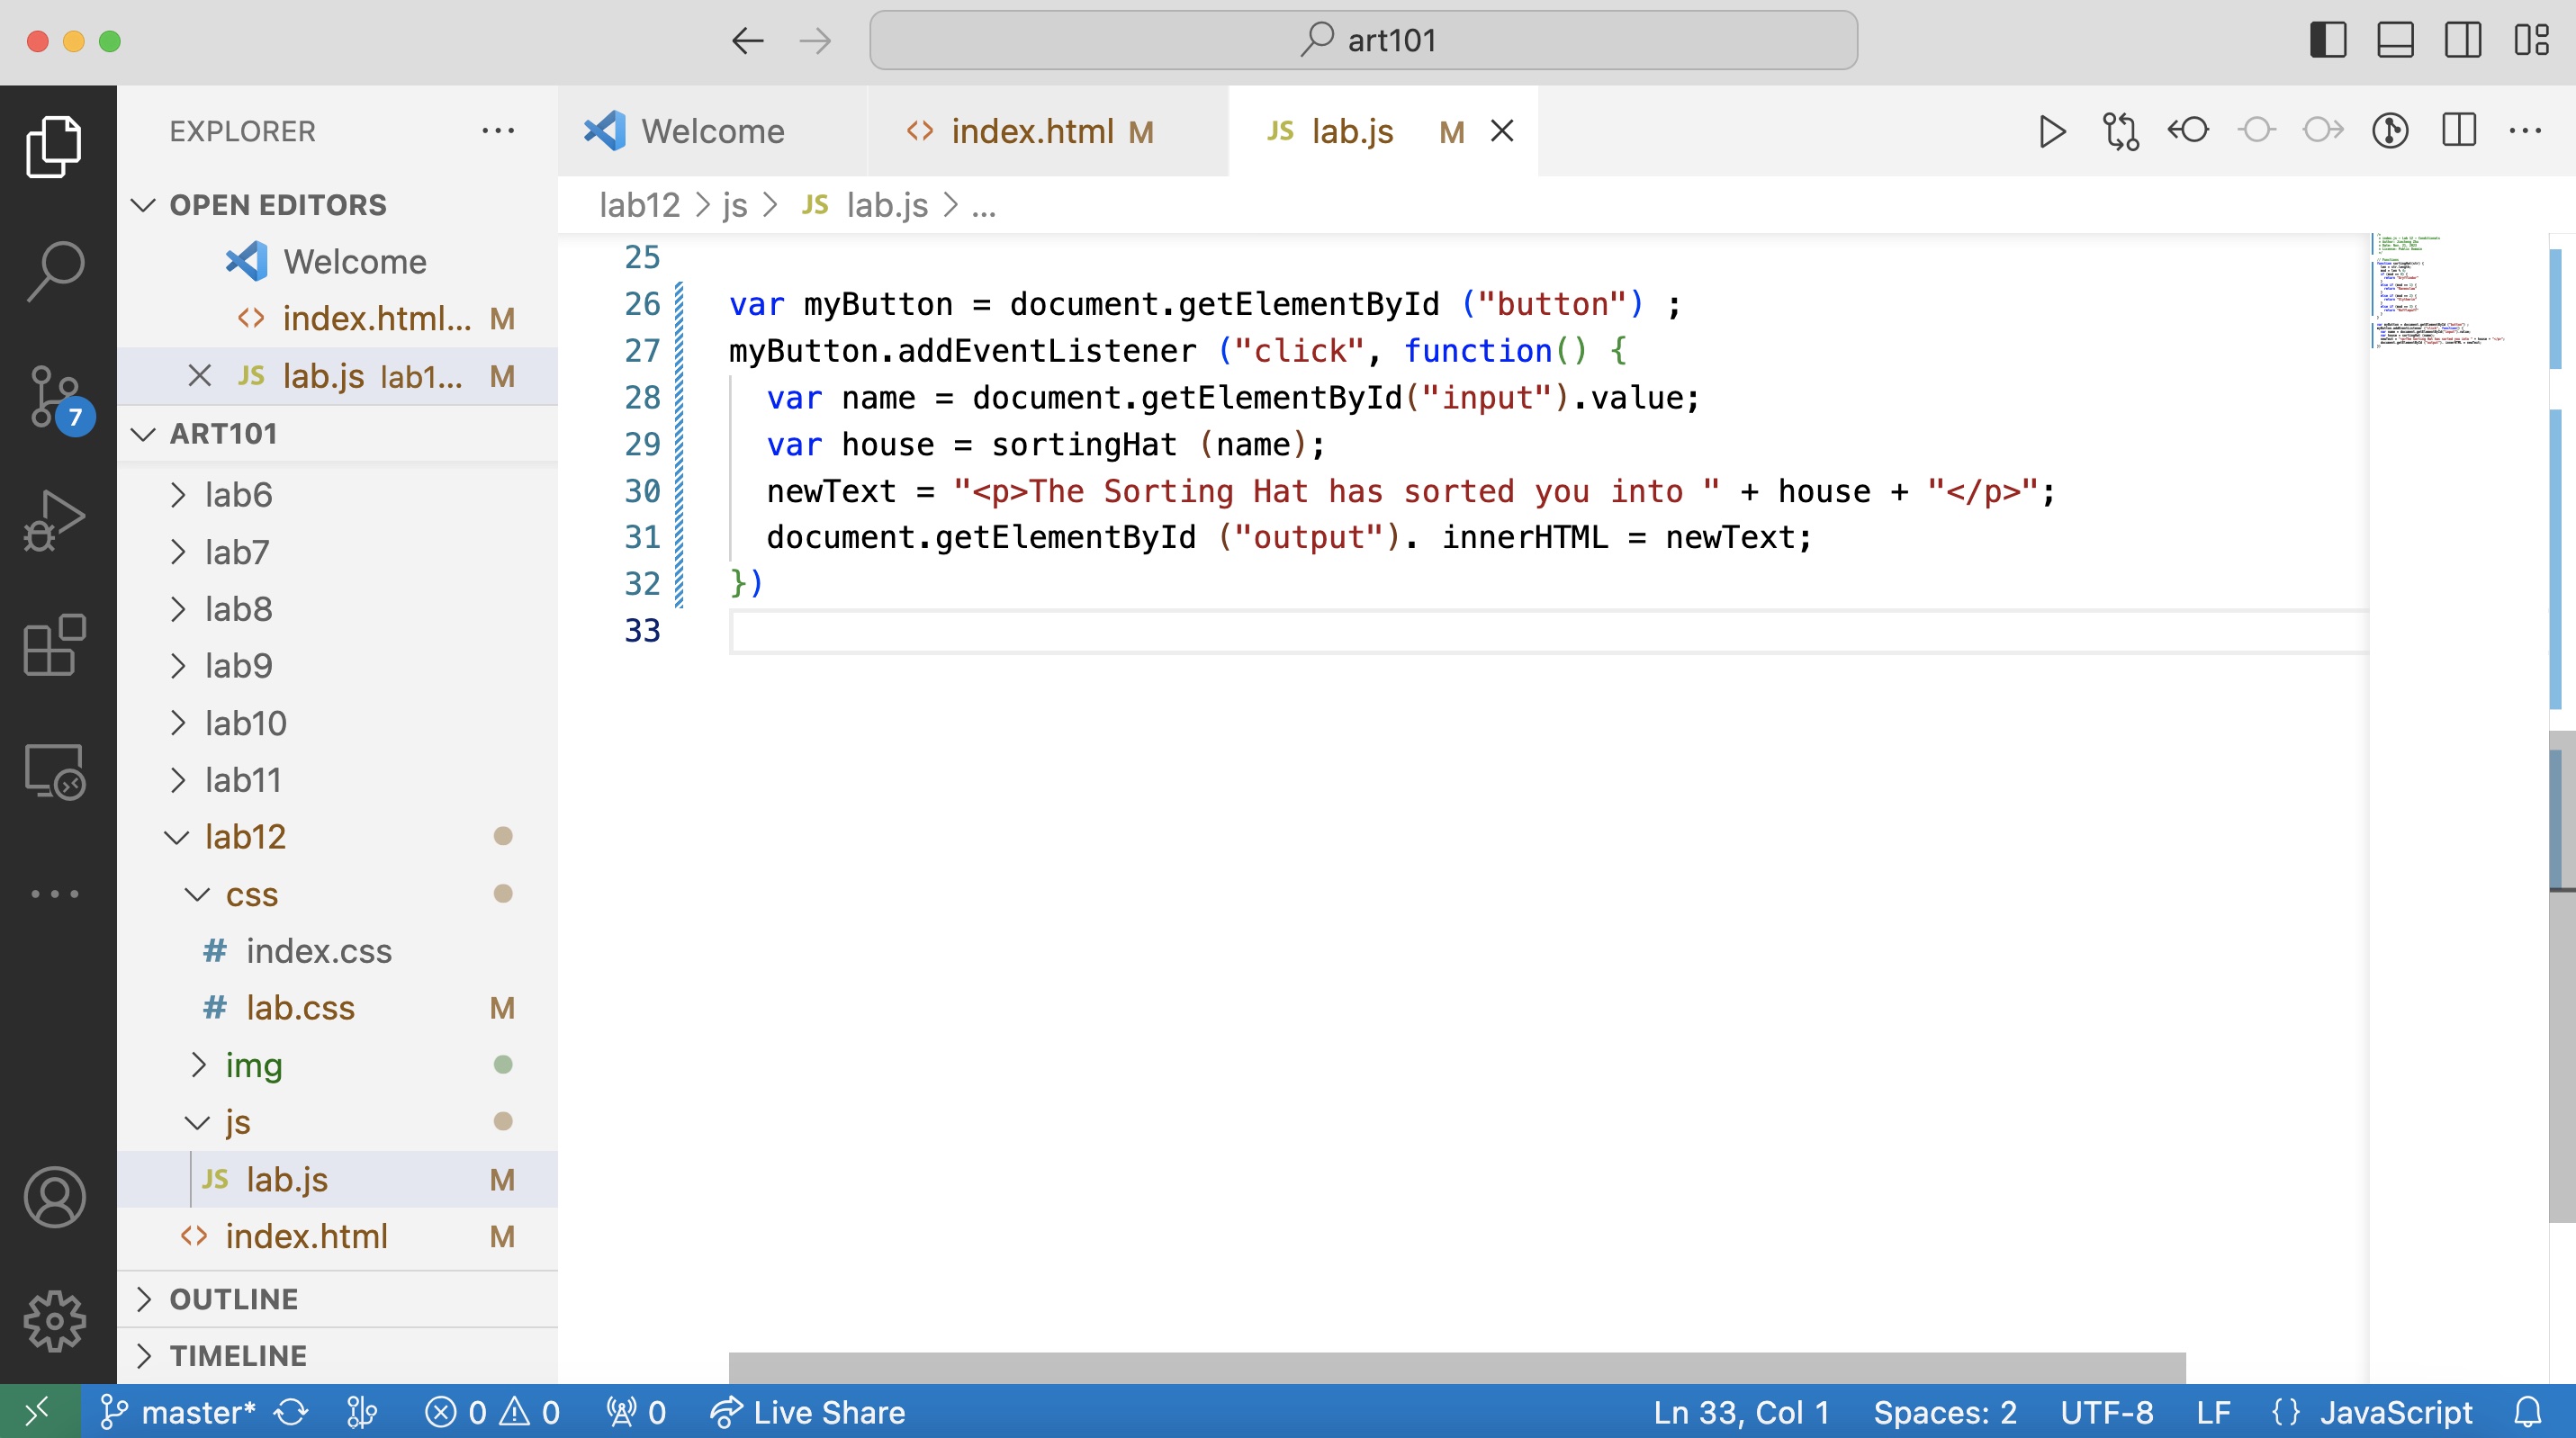 art101
EXPLORER
OPEN EDITORS
Welcome
index.html... M
JS lab.js lab1... M
7
ART101
lab6
lab7
lab8
lab9
lab10
lab11
lab12
css
# index.css
# lab.css M
img
js
JS lab.js M
index.html M
OUTLINE
TIMELINE
Welcome
index.html M
JS lab.js M
lab12 > js > JS lab.js > ...
25
26 var myButton = document.getElementById ("button") ;
27 myButton.addEventListener ("click", function() {
28 var name = document.getElementById("input").value;
29 var house = sortingHat (name);
30 newText = "<p>The Sorting Hat has sorted you into " + house + "</p>";
31 document.getElementById ("output"). innerHTML = newText;
32 })
33
master* 0 0 0 Live Share Ln 33, Col 1 Spaces: 2 UTF-8 LF {} JavaScript